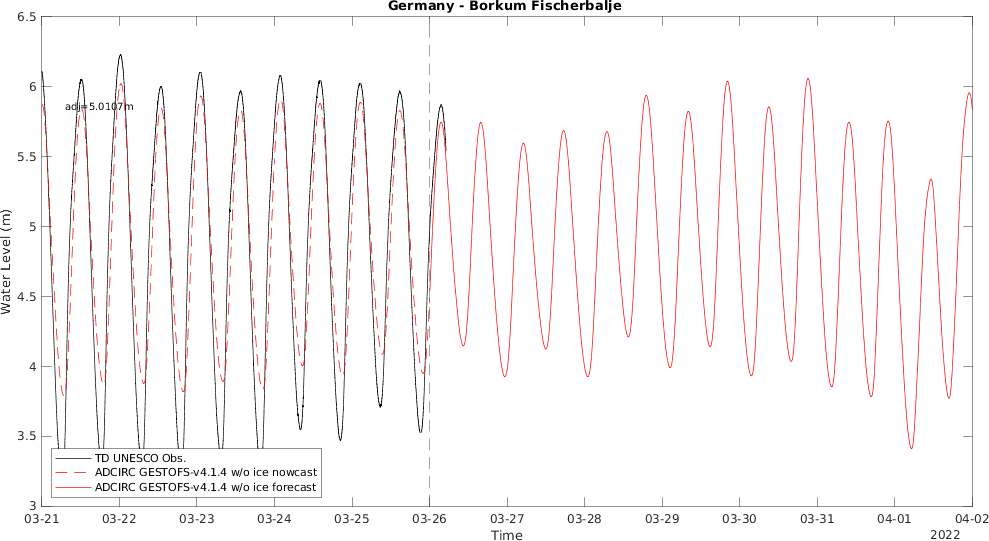 Germany - Borkum Fischerbalje
6.5
6
adj=5.0107m
5.5
5
Water Level (m)
4.5
4
3.5
3
TD UNESCO Obs.
ADCIRC GESTOFS-v4.1.4 w/o ice nowcast
ADCIRC GESTOFS-v4.1.4 w/o ice forecast
03-21 03-22 03-23 03-24 03-25 03-26 03-27 03-28 03-29 03-30 03-31 04-01 04-02
Time
2022